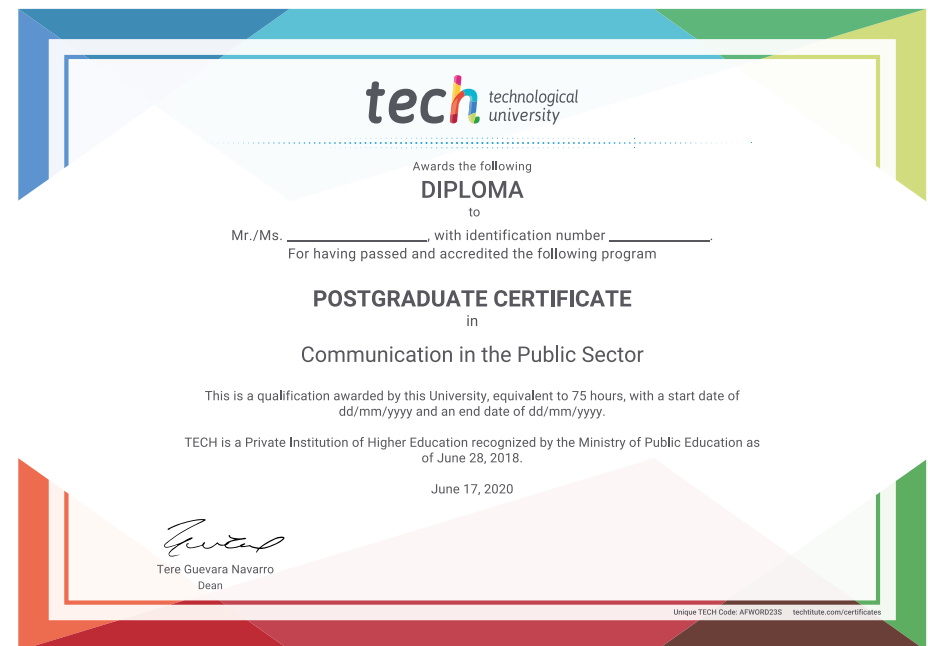 tech technological
university
Awards the following
DIPLOMA
to
Mr./Ms. ____________________, with identification number ______________.
For having passed and accredited the following program
POSTGRADUATE CERTIFICATE
in
Communication in the Public Sector
This is a qualification awarded by this University, equivalent to 75 hours, with a start date of
dd/mm/yyyy and an end date of dd/mm/yyyy.
TECH is a Private Institution of Higher Education recognized by the Ministry of Public Education as
of June 28, 2018.
June 17, 2020
Tere Guevara Navarro
Dean
Unique TECH Code: AFWORD23S techtitute.com/certificates